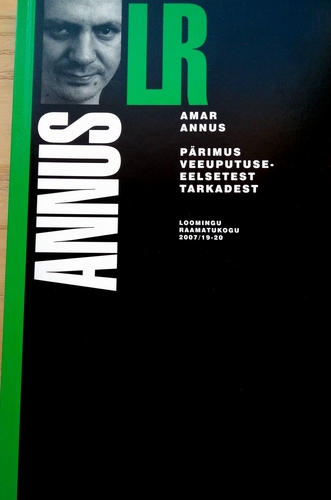 LR
ANNUS
AMAR
ANNUS
PÄRIMUS
VEEUPUTUSE-
EELSETEST
TARKADEST
LOOMINGU
RAAMATUKOGU
2007/19-20